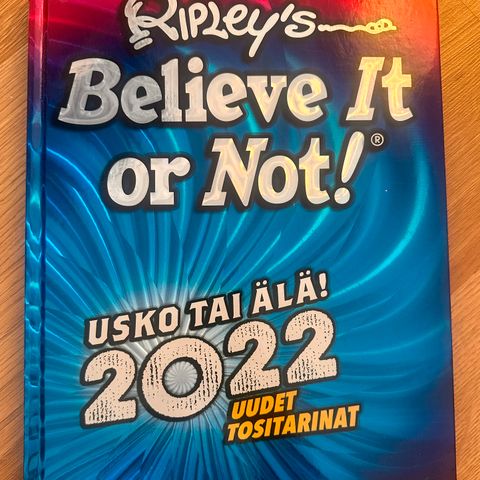 RIPLEY'S
Believe It
or Not!®
USKO TAI ÄLÄ!
2022
UUDET
TOSITARINAT